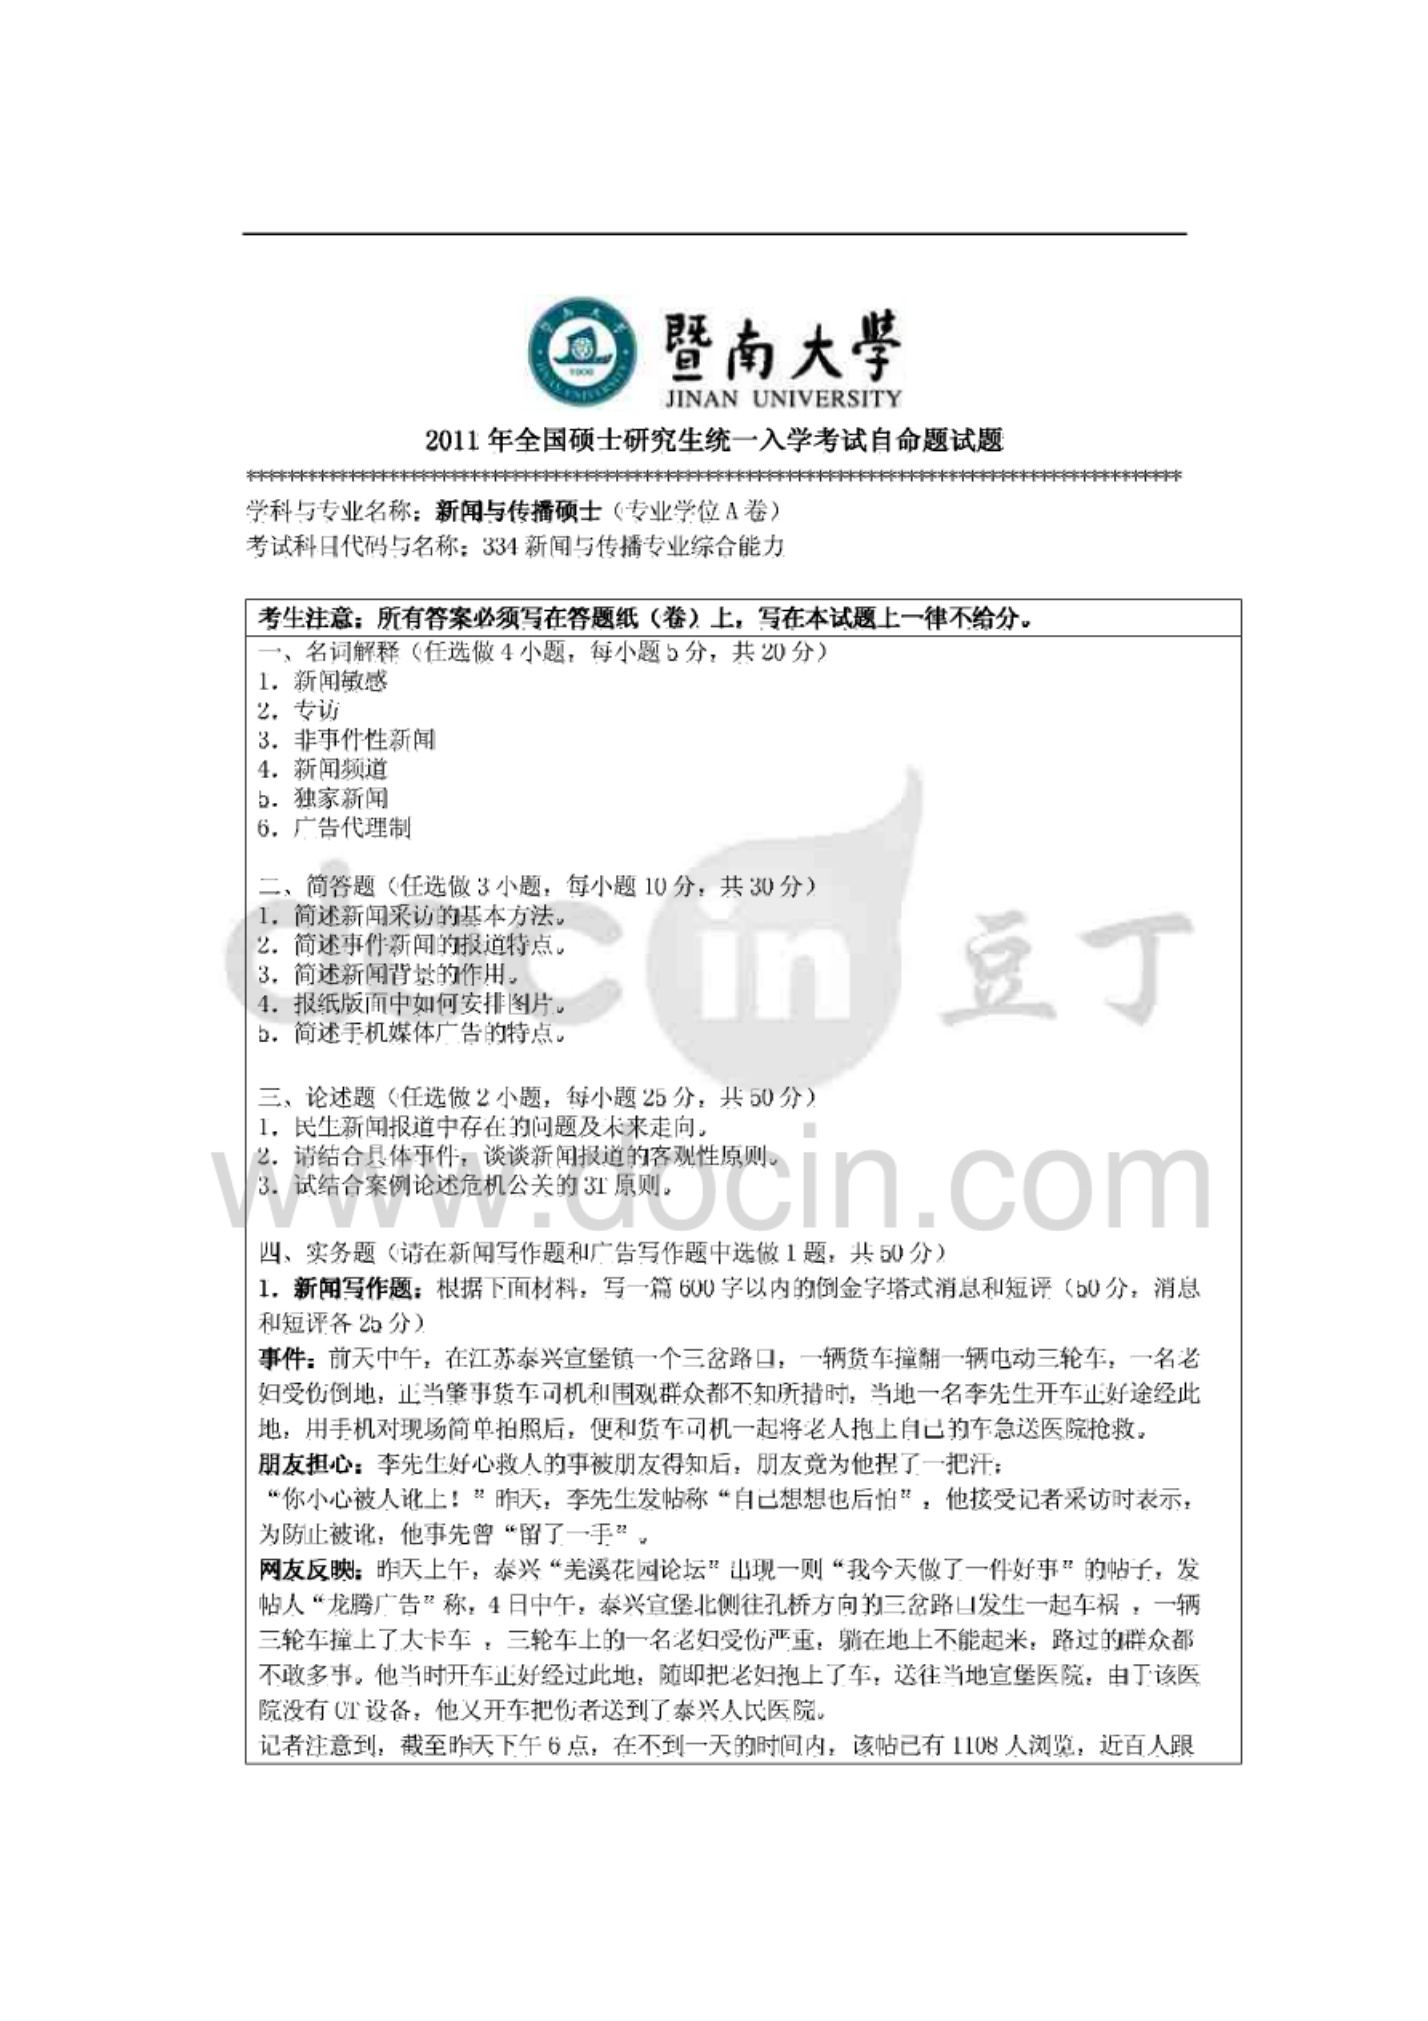 暨南大学
JINAN UNIVERSITY
2011 年全国硕士研究生统一入学考试自命题试题
********************************************************************************
学科与专业名称：新闻与传播硕士（专业学位 A 卷）
考试科目代码与名称：334 新闻与传播专业综合能力
考生注意：所有答案必须写在答题纸（卷）上，写在本试题上一律不给分。
一、名词解释（任选做 4 小题，每小题 5 分，共 20 分）
1．新闻敏感
2．专访
3．非事件性新闻
4．新闻频道
5．独家新闻
6．广告代理制
二、简答题（任选做 3 小题，每小题 10 分，共 30 分）
1．简述新闻采访的基本方法。
2．简述事件新闻的报道特点。
3．简述新闻背景的作用。
4．报纸版面中如何安排图片。
5．简述手机媒体广告的特点。
docin 豆丁
三、论述题（任选做 2 小题，每小题 25 分，共 50 分）
1．民生新闻报道中存在的问题及未来走向。
2．请结合具体事件，谈谈新闻报道的客观性原则。
3．试结合案例论述危机公关的 3T 原则。
www.docin.com
四、实务题（请在新闻写作题和广告写作题中选做 1 题，共 50 分）
1．新闻写作题：根据下面材料，写一篇 600 字以内的倒金字塔式消息和短评（50 分，消息
和短评各 25 分）
事件：前天中午，在江苏泰兴宣堡镇一个三岔路口，一辆货车撞翻一辆电动三轮车，一名老
妇受伤倒地，正当肇事货车司机和围观群众都不知所措时，当地一名李先生开车正好途经此
地，用手机对现场简单拍照后，便和货车司机一起将老人抱上自己的车急送医院抢救。
朋友担心：李先生好心救人的事被朋友得知后，朋友竟为他捏了一把汗：
“你小心被人讹上！”昨天，李先生发帖称“自己想想也后怕”，他接受记者采访时表示，
为防止被讹，他事先曾“留了一手”。
网友反映：昨天上午，泰兴“羌溪花园论坛”出现一则“我今天做了一件好事”的帖子，发
帖人“龙腾广告”称，4 日中午，泰兴宣堡北侧往孔桥方向的三岔路口发生一起车祸 ，一辆
三轮车撞上了大卡车 ，三轮车上的一名老妇受伤严重，躺在地上不能起来，路过的群众都
不敢多事。他当时开车正好经过此地，随即把老妇抱上了车，送往当地宣堡医院，由于该医
院没有 CT 设备，他又开车把伤者送到了泰兴人民医院。
记者注意到，截至昨天下午 6 点，在不到一天的时间内，该帖已有 1108 人浏览，近百人跟